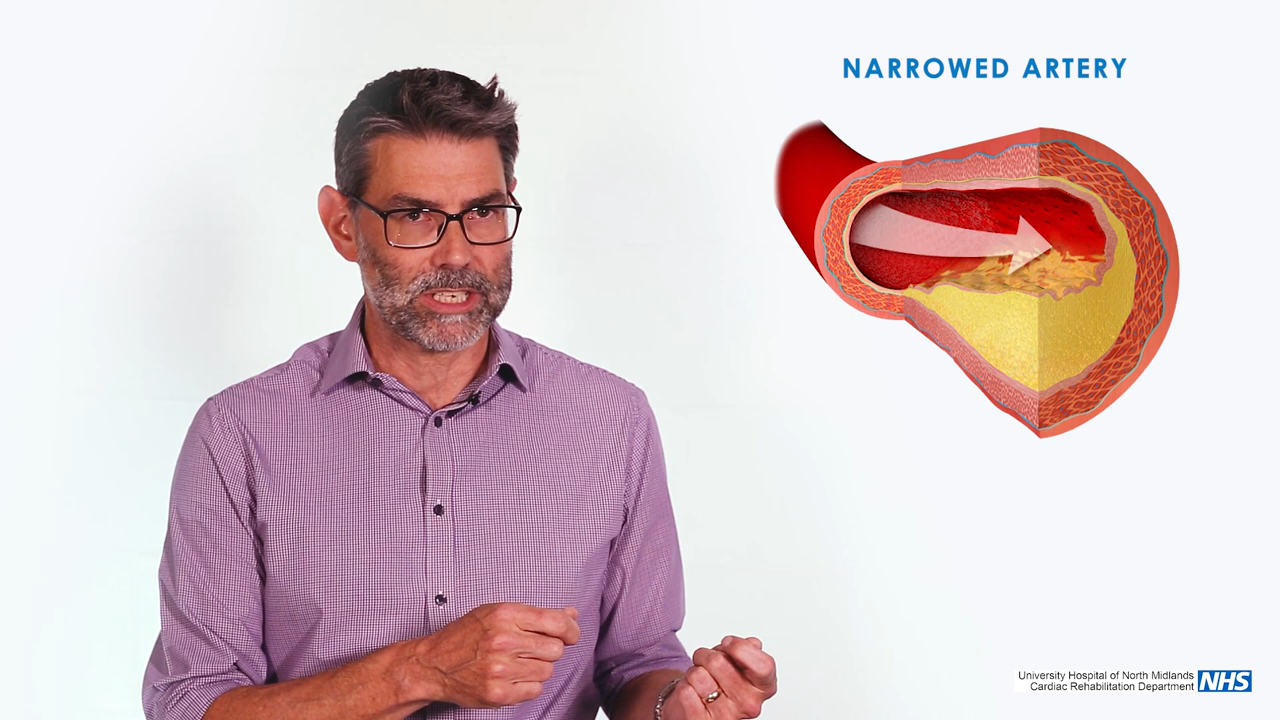 NARROWED ARTERY
University Hospital of North Midlands
Cardiac Rehabilitation Department NHS